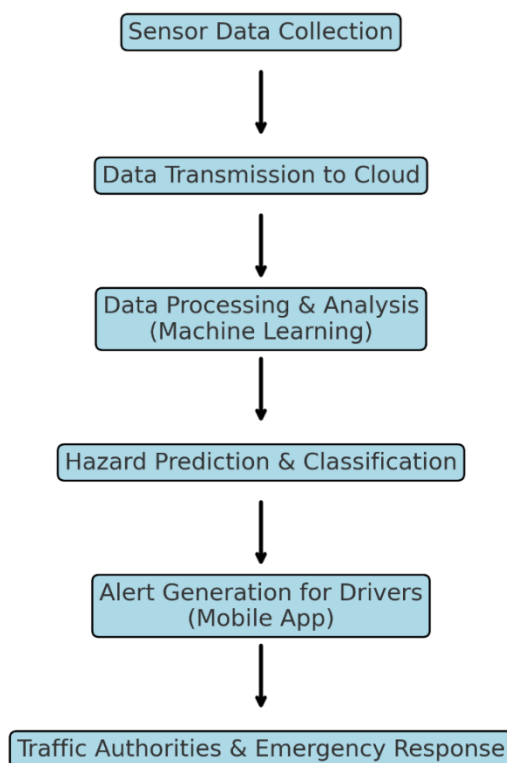 Sensor Data Collection
Data Transmission to Cloud
Data Processing & Analysis
(Machine Learning)
Hazard Prediction & Classification
Alert Generation for Drivers
(Mobile App)
Traffic Authorities & Emergency Response